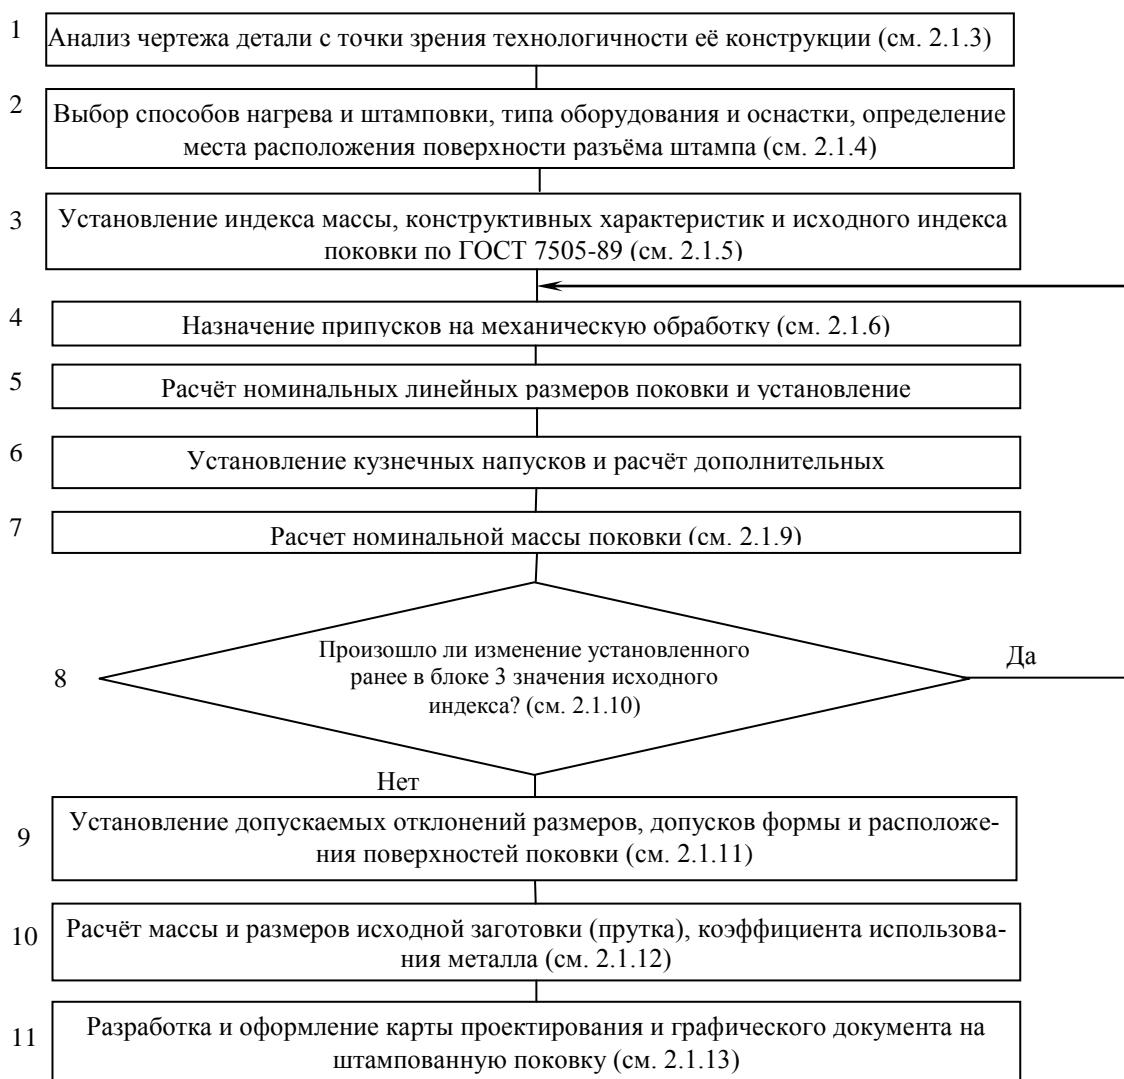 1
Анализ чертежа детали с точки зрения технологичности её конструкции (см. 2.1.3)
2
Выбор способов нагрева и штамповки, типа оборудования и оснастки, определение
места расположения поверхности разъёма штампа (см. 2.1.4)
3
Установление индекса массы, конструктивных характеристик и исходного индекса
поковки по ГОСТ 7505-89 (см. 2.1.5)
4
Назначение припусков на механическую обработку (см. 2.1.6)
5
Расчёт номинальных линейных размеров поковки и установление
6
Установление кузнечных напусков и расчёт дополнительных
7
Расчет номинальной массы поковки (см. 2.1.9)
8
Произошло ли изменение установленного
ранее в блоке 3 значения исходного
индекса? (см. 2.1.10)
Да
Нет
9
Установление допускаемых отклонений размеров, допусков формы и расположе-
ния поверхностей поковки (см. 2.1.11)
10
Расчёт массы и размеров исходной заготовки (прутка), коэффициента использова-
ния металла (см. 2.1.12)
11
Разработка и оформление карты проектирования и графического документа на
штампованную поковку (см. 2.1.13)